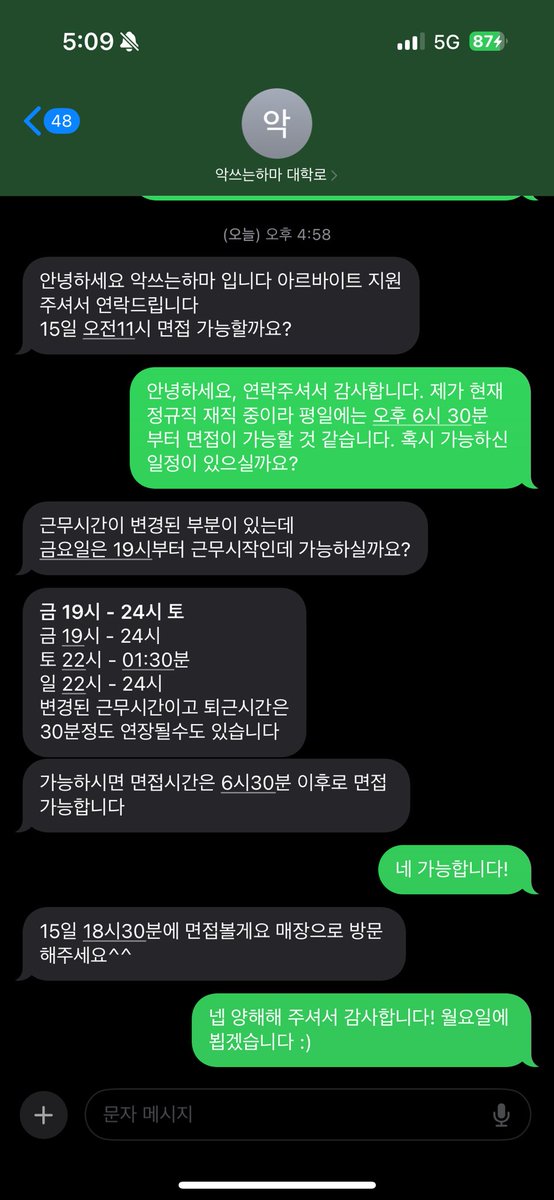 5:09
5G
87
48
악
악쓰는하마 대학로
(오늘) 오후 4:58
안녕하세요 악쓰는하마 입니다 아르바이트 지원
주셔서 연락드립니다
15일 오전11시 면접 가능할까요?
안녕하세요, 연락주셔서 감사합니다. 제가 현재
정규직 재직 중이라 평일에는 오후 6시 30분
부터 면접이 가능할 것 같습니다. 혹시 가능하신
일정이 있으실까요?
근무시간이 변경된 부분이 있는데
금요일은 19시부터 근무시작인데 가능하실까요?
금 19시 - 24시 토
금 19시 - 24시
토 22시 - 01:30분
일 22시 - 24시
변경된 근무시간이고 퇴근시간은
30분정도 연장될수도 있습니다
가능하시면 면접시간은 6시30분 이후로 면접
가능합니다
네 가능합니다!
15일 18시30분에 면접볼게요 매장으로 방문
해주세요^^
넵 양해해 주셔서 감사합니다! 월요일에
뵙겠습니다 :)
문자 메시지